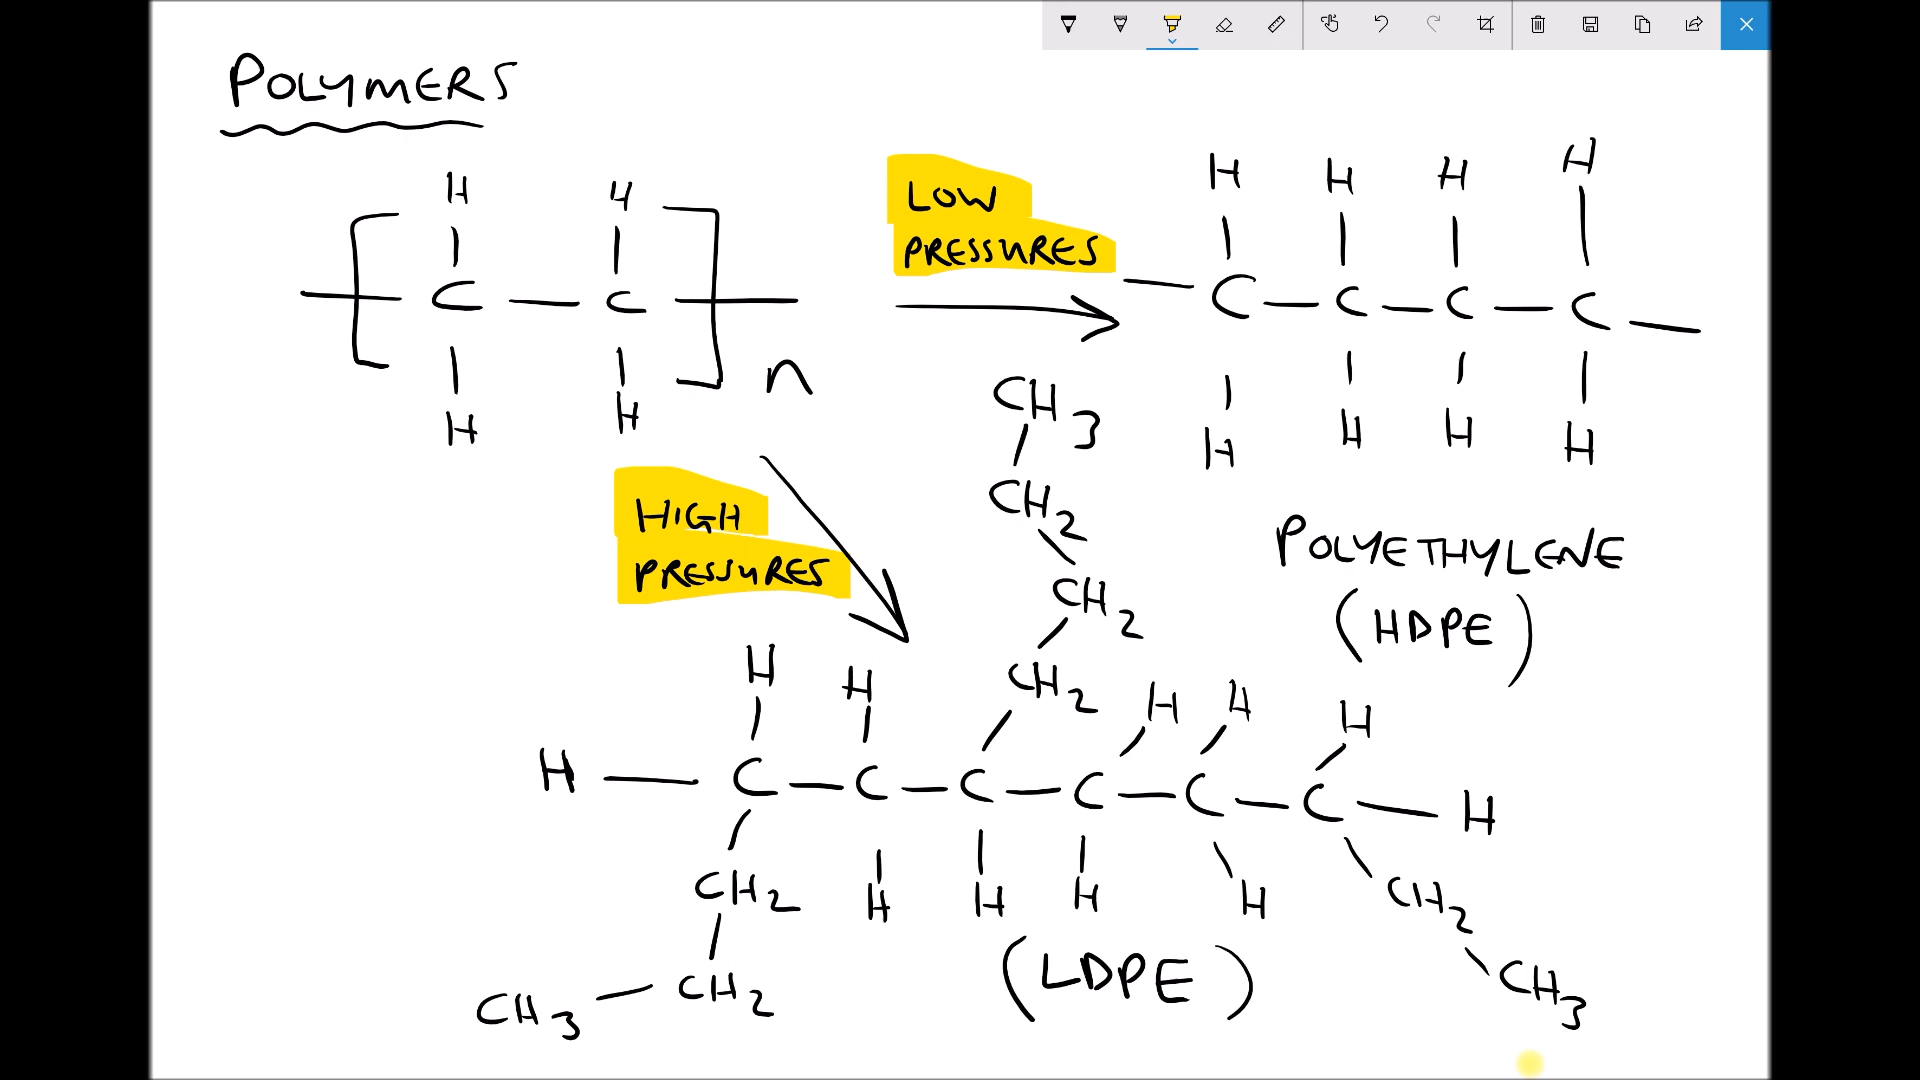 POLYMERS
H H
C C
H H
n
LOW
PRESSURES
H H H H
C C C C
H H H H
POLYETHYLENE
(HDPE)
HIGH
PRESSURES
CH3
CH2
CH2
CH2
H H H H H
H C C C C C C H
H H H H
CH2
CH2
CH3
CH2
CH3
(LDPE)